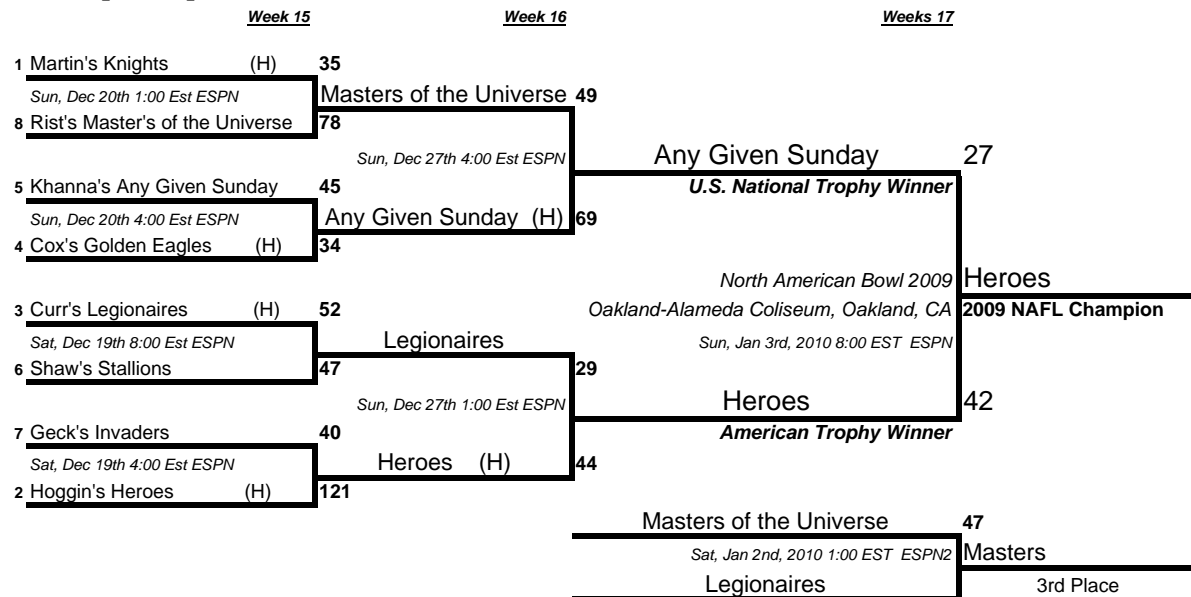 Week 15 Week 16 Weeks 17
1 Martin's Knights (H) 35
Sun, Dec 20th 1:00 Est ESPN
Masters of the Universe 49
8 Rist's Master's of the Universe 78
Sun, Dec 27th 4:00 Est ESPN
Any Given Sunday 27
U.S. National Trophy Winner
5 Khanna's Any Given Sunday 45
Sun, Dec 20th 4:00 Est ESPN
Any Given Sunday (H) 69
4 Cox's Golden Eagles (H) 34
North American Bowl 2009 Heroes
Oakland-Alameda Coliseum, Oakland, CA 2009 NAFL Champion
Sun, Jan 3rd, 2010 8:00 EST ESPN
3 Curr's Legionaires (H) 52
Sat, Dec 19th 8:00 Est ESPN
Legionaires
29
6 Shaw's Stallions 47
Sun, Dec 27th 1:00 Est ESPN
Heroes 42
American Trophy Winner
7 Geck's Invaders 40
Sat, Dec 19th 4:00 Est ESPN
Heroes (H) 44
2 Hoggin's Heroes (H) 121
Masters of the Universe 47
Sat, Jan 2nd, 2010 1:00 EST ESPN2 Masters
Legionaires 3rd Place